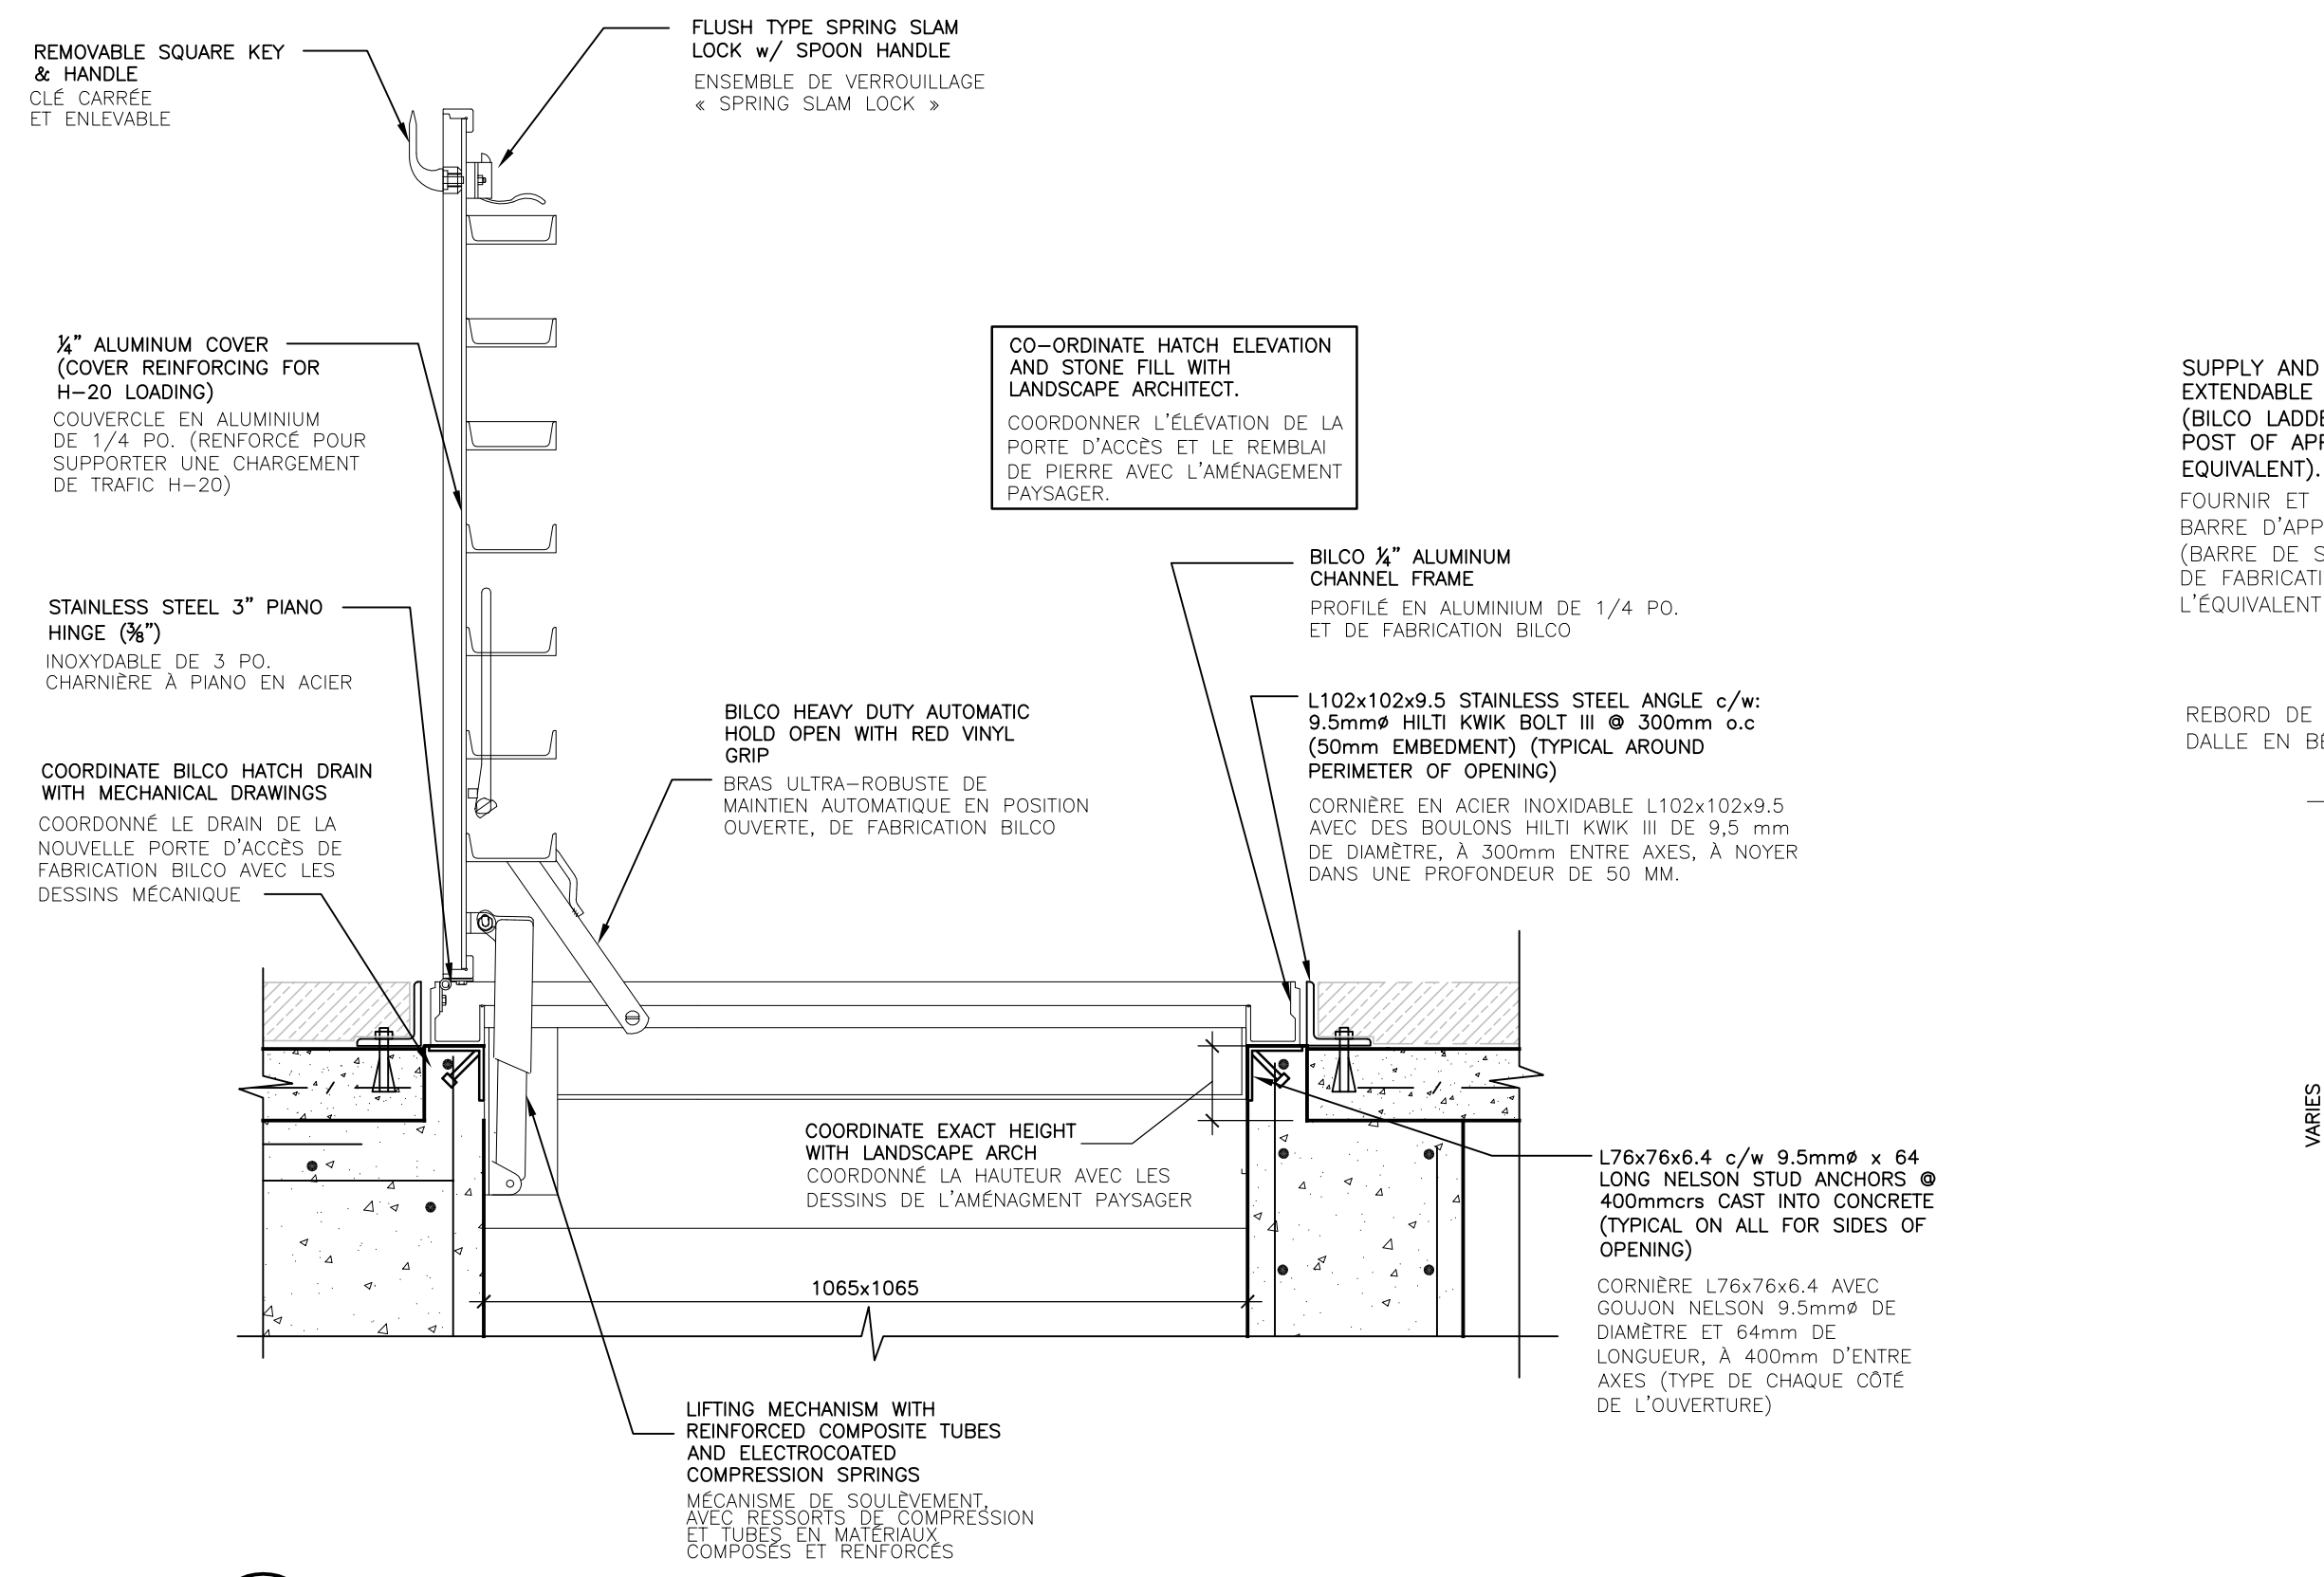 REMOVABLE SQUARE KEY
& HANDLE
CLÉ CARRÉE
ET ENLEVABLE
FLUSH TYPE SPRING SLAM
LOCK w/ SPOON HANDLE
ENSEMBLE DE VERROUILLAGE
« SPRING SLAM LOCK »
¼" ALUMINUM COVER
(COVER REINFORCING FOR
H-20 LOADING)
COUVERCLE EN ALUMINIUM
DE 1/4 PO. (RENFORCÉ POUR
SUPPORTER UNE CHARGEMENT
DE TRAFIC H-20)
CO-ORDINATE HATCH ELEVATION
AND STONE FILL WITH
LANDSCAPE ARCHITECT.
COORDONNER L'ÉLÉVATION DE LA
PORTE D'ACCÈS ET LE REMBLAI
DE PIERRE AVEC L'AMÉNAGEMENT
PAYSAGER.
STAINLESS STEEL 3" PIANO
HINGE (⅜")
INOXYDABLE DE 3 PO.
CHARNIÈRE À PIANO EN ACIER
BILCO ¼" ALUMINUM
CHANNEL FRAME
PROFILÉ EN ALUMINIUM DE 1/4 PO.
ET DE FABRICATION BILCO
COORDINATE BILCO HATCH DRAIN
WITH MECHANICAL DRAWINGS
COORDONNÉ LE DRAIN DE LA
NOUVELLE PORTE D'ACCÈS DE
FABRICATION BILCO AVEC LES
DESSINS MÉCANIQUE
BILCO HEAVY DUTY AUTOMATIC
HOLD OPEN WITH RED VINYL
GRIP
BRAS ULTRA-ROBUSTE DE
MAINTIEN AUTOMATIQUE EN POSITION
OUVERTE, DE FABRICATION BILCO
L102x102x9.5 STAINLESS STEEL ANGLE c/w:
9.5mmø HILTI KWIK BOLT III @ 300mm o.c
(50mm EMBEDMENT) (TYPICAL AROUND
PERIMETER OF OPENING)
CORNIÈRE EN ACIER INOXIDABLE L102x102x9.5
AVEC DES BOULONS HILTI KWIK III DE 9,5 mm
DE DIAMÈTRE, À 300mm ENTRE AXES, À NOYER
DANS UNE PROFONDEUR DE 50 MM.
COORDINATE EXACT HEIGHT
WITH LANDSCAPE ARCH
COORDONNÉ LA HAUTEUR AVEC LES
DESSINS DE L'AMÉNAGMENT PAYSAGER
1065x1065
L76x76x6.4 c/w 9.5mmø x 64
LONG NELSON STUD ANCHORS @
400mmcrs CAST INTO CONCRETE
(TYPICAL ON ALL FOR SIDES OF
OPENING)
CORNIÈRE L76x76x6.4 AVEC
GOUJON NELSON 9.5mmø DE
DIAMÈTRE ET 64mm DE
LONGUEUR, À 400mm D'ENTRE
AXES (TYPE DE CHAQUE CÔTÉ
DE L'OUVERTURE)
LIFTING MECHANISM WITH
REINFORCED COMPOSITE TUBES
AND ELECTROCOATED
COMPRESSION SPRINGS
MÉCANISME DE SOULÈVEMENT,
AVEC RESSORTS DE COMPRESSION
ET TUBES EN MATÉRIAUX
COMPOSÉS ET RENFORCÉS
SUPPLY AND
EXTENDABLE
(BILCO
POST OF
EQUIVALENT).
FOURNIR ET
BARRE
(BARRE DE
DE
L'ÉQUIVALENT
REBORD DE
DALLE EN
VARIES